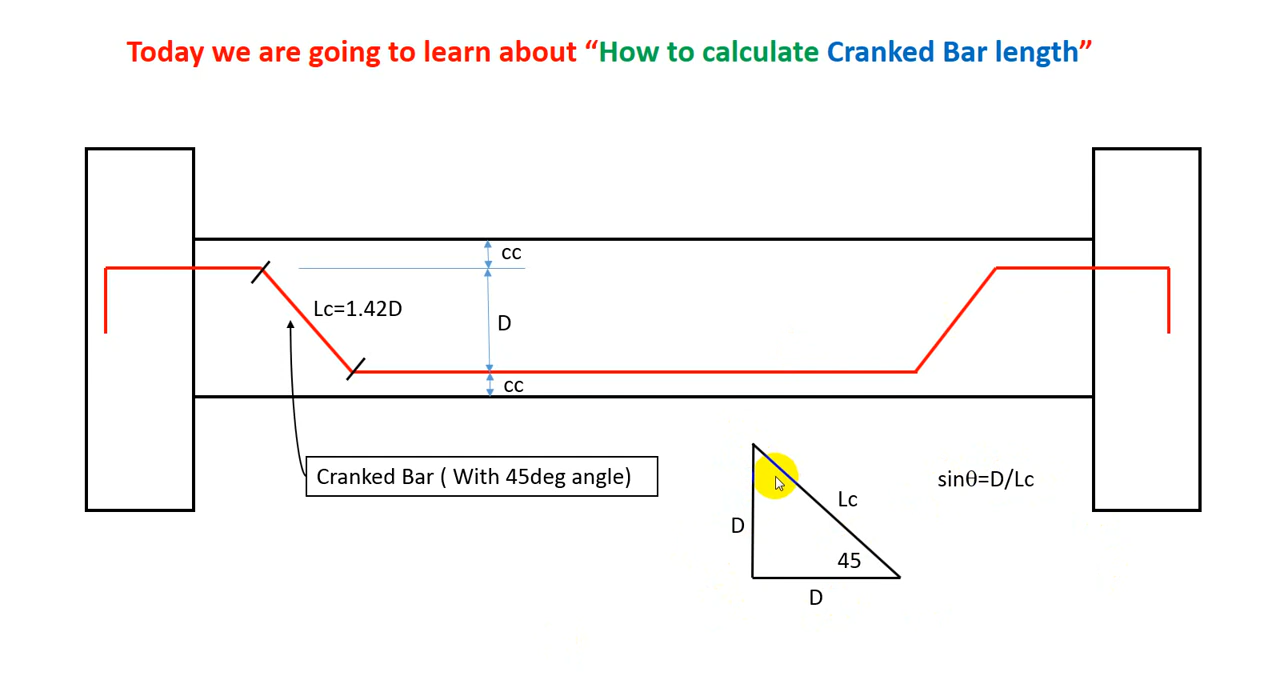 Today we are going to learn about “How to calculate Cranked Bar length”
cc
Lc=1.42D
D
cc
Cranked Bar ( With 45deg angle)
sinθ=D/Lc
Lc
D
45
D